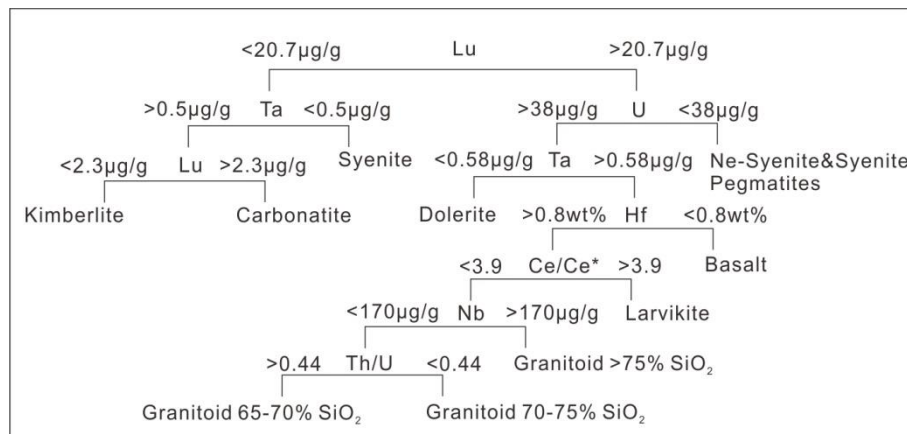 <20.7μg/g Lu >20.7μg/g
>0.5μg/g Ta <0.5μg/g >38μg/g U <38μg/g
<2.3μg/g Lu >2.3μg/g Syenite <0.58μg/g Ta >0.58μg/g Ne-Syenite&Syenite
Pegmatites
Kimberlite Carbonatite Dolerite >0.8wt% Hf <0.8wt%
<3.9 Ce/Ce* >3.9 Basalt
<170μg/g Nb >170μg/g Larvikite
>0.44 Th/U <0.44 Granitoid >75% SiO₂
Granitoid 65-70% SiO₂ Granitoid 70-75% SiO₂